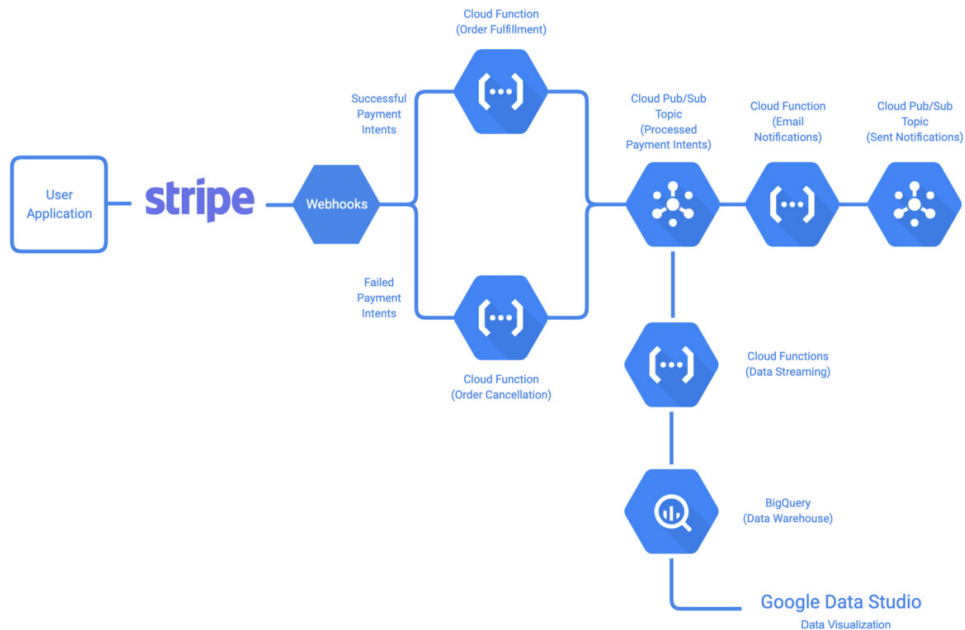 User
Application
stripe
Webhooks
Successful
Payment
Intents
Failed
Payment
Intents
Cloud Function
(Order Fulfillment)
Cloud Function
(Order Cancellation)
Cloud Pub/Sub
Topic
(Processed
Payment Intents)
Cloud Function
(Email
Notifications)
Cloud Pub/Sub
Topic
(Sent Notifications)
Cloud Functions
(Data Streaming)
BigQuery
(Data Warehouse)
Google Data Studio
Data Visualization